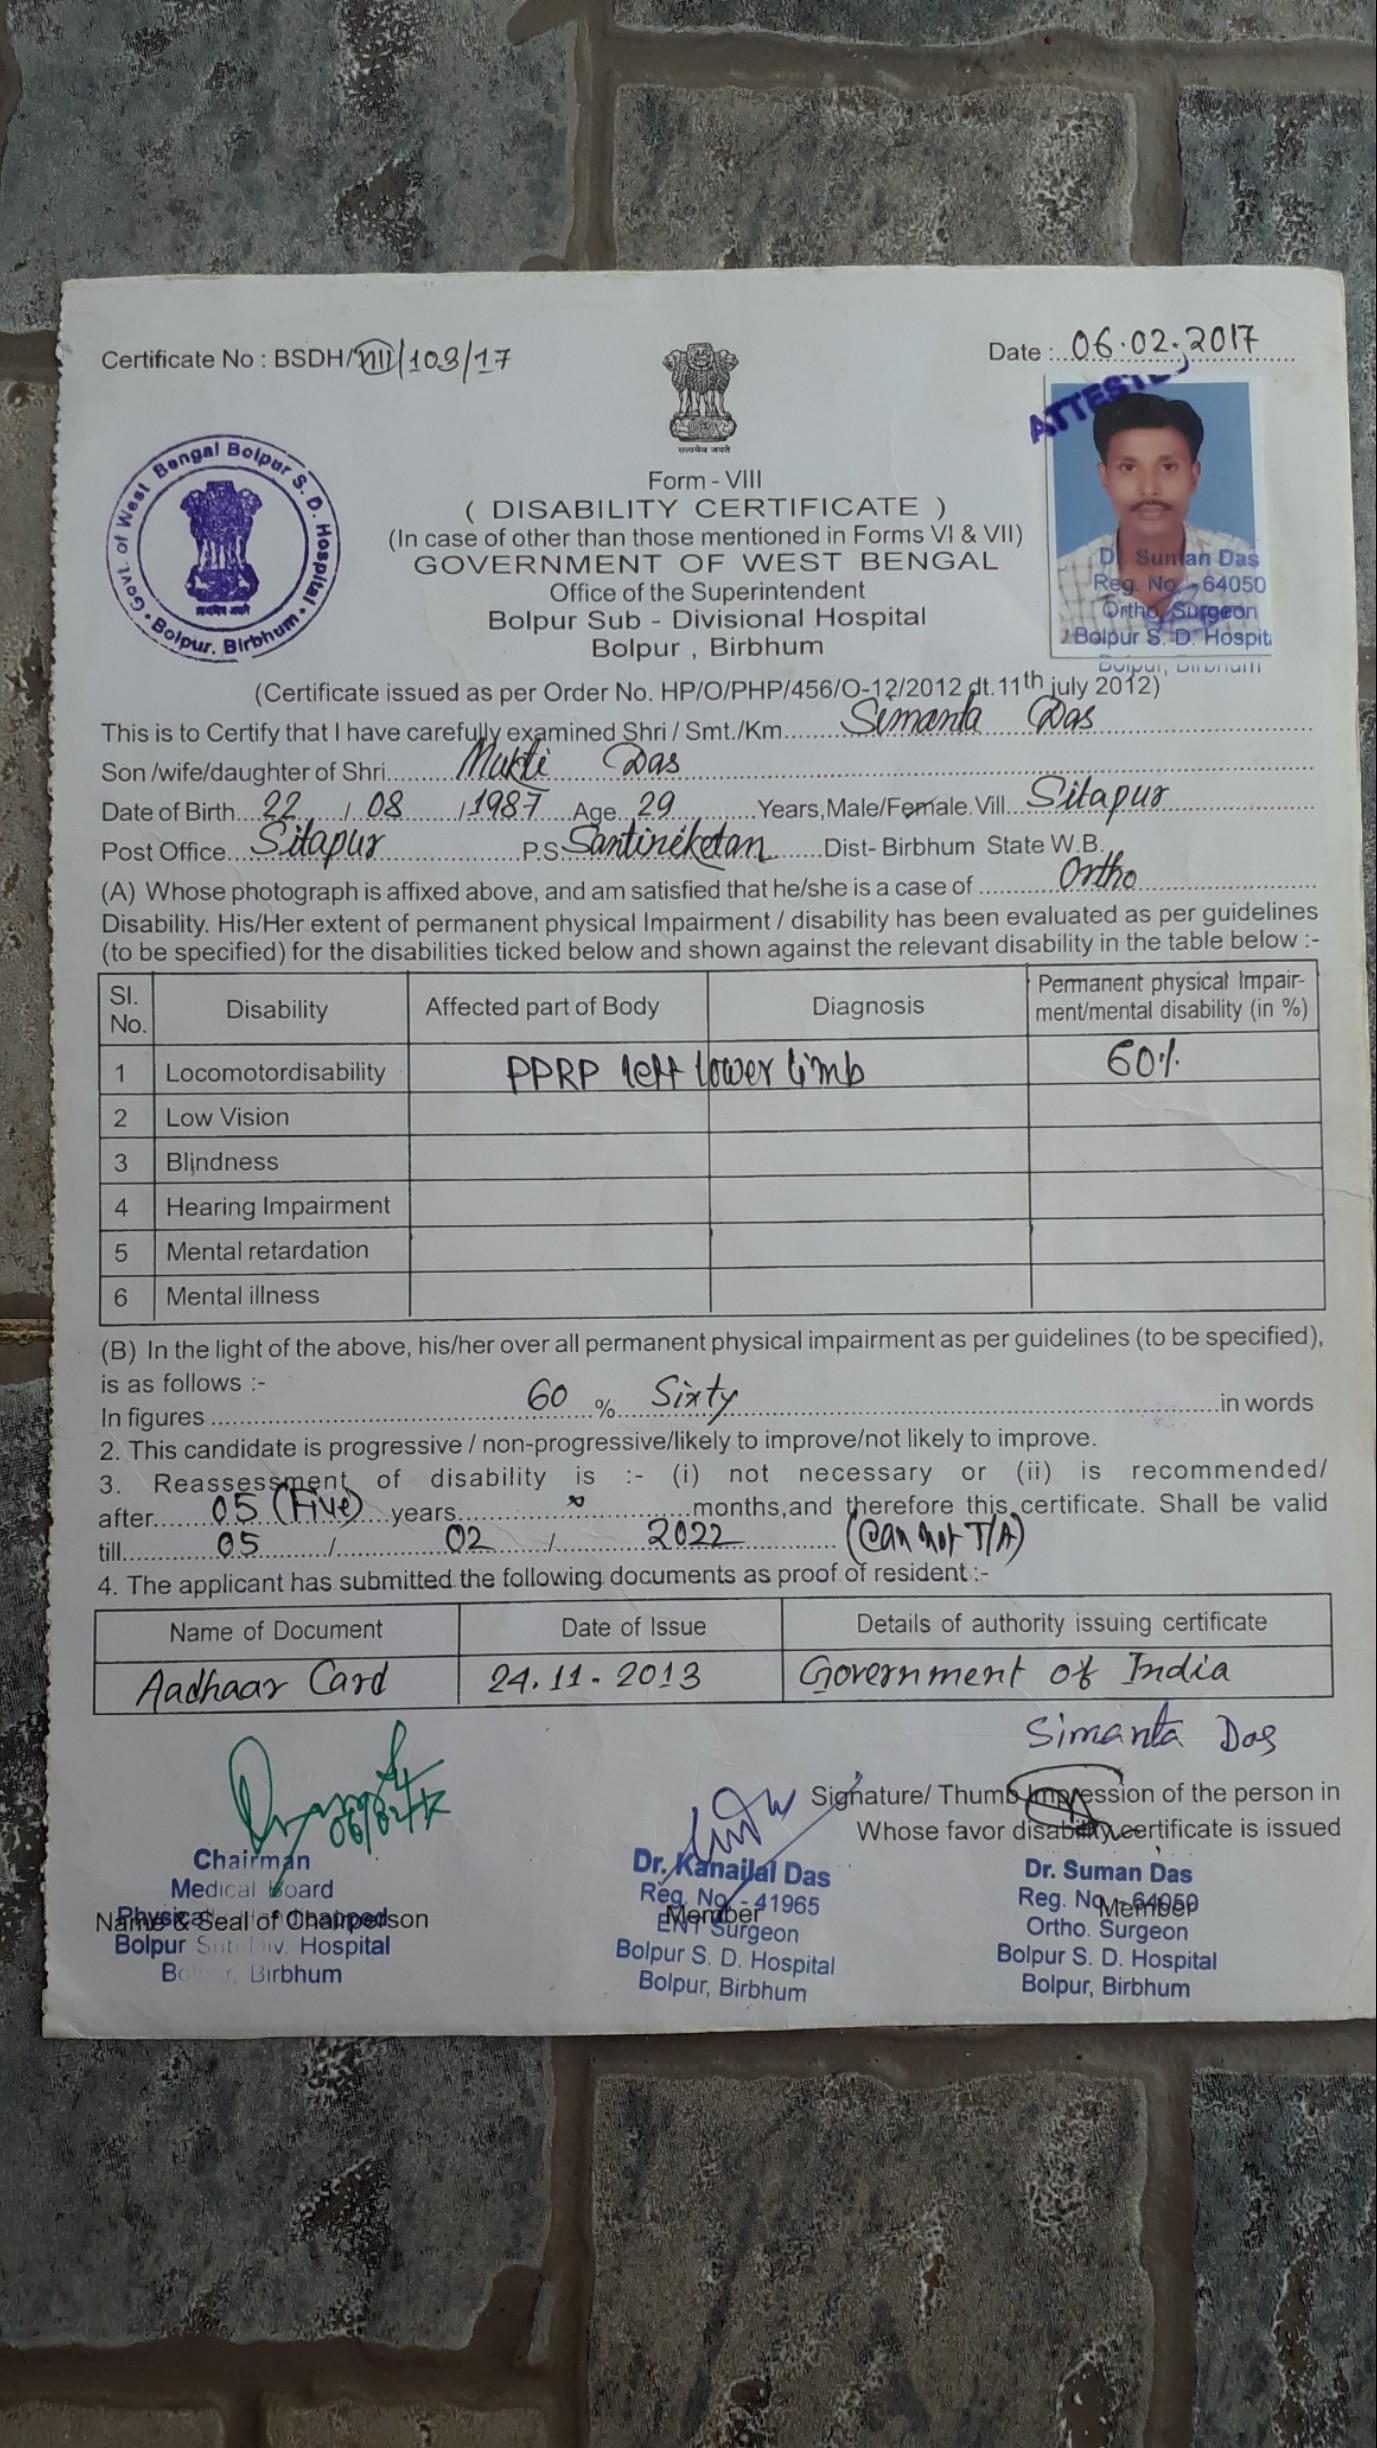 Certificate No : BSDH/VIII/103/17
Date : 06.02.2017
ATTESTED
सत्यमेव जयते
Govt. of West Bengal Bolpur S. D. Hospital • Bolpur, Birbhum •
Form - VIII
( DISABILITY CERTIFICATE )
(In case of other than those mentioned in Forms VI & VII)
GOVERNMENT OF WEST BENGAL
Office of the Superintendent
Bolpur Sub - Divisional Hospital
Bolpur , Birbhum
Dr Suman Das
Reg. No - 64050
Ortho. Surgeon
Bolpur S. D. Hospit
Bolpur, Birbhum
(Certificate issued as per Order No. HP/O/PHP/456/O-12/2012 dt.11th july 2012)
This is to Certify that I have carefully examined Shri / Smt./Km. Simanta Das
Son /wife/daughter of Shri Mukti Das
Date of Birth 22 / 08 / 1987 Age 29 Years,Male/Female. Vill Sitapur
Post Office Sitapur P.S. Santiniketan Dist- Birbhum State W.B.
(A) Whose photograph is affixed above, and am satisfied that he/she is a case of Ortho
Disability. His/Her extent of permanent physical Impairment / disability has been evaluated as per guidelines
(to be specified) for the disabilities ticked below and shown against the relevant disability in the table below :-
Sl. No. Disability Affected part of Body Diagnosis Permanent physical Impair-ment/mental disability (in %)
1 Locomotordisability PPRP left lower limb 60%
2 Low Vision
3 Blindness
4 Hearing Impairment
5 Mental retardation
6 Mental illness
(B) In the light of the above, his/her over all permanent physical impairment as per guidelines (to be specified),
is as follows :-
In figures 60 % Sixty in words
2. This candidate is progressive / non-progressive/likely to improve/not likely to improve.
3. Reassessment of disability is :- (i) not necessary or (ii) is recommended/
after 05 (Five) years x months,and therefore this certificate. Shall be valid
till 05 / 02 / 2022 (Can not T/A)
4. The applicant has submitted the following documents as proof of resident :-
Name of Document Date of Issue Details of authority issuing certificate
Aadhaar Card 24.11.2013 Government of India
Simanta Das
Signature/ Thumb Impression of the person in
Whose favor disability certificate is issued
06/02/17
Chairman
Medical Board
Name & Seal of Chairperson
Bolpur Sub-Div. Hospital
Bolpur, Birbhum
Dr. Kanailal Das
Reg. No - 41965
Member
ENT Surgeon
Bolpur S. D. Hospital
Bolpur, Birbhum
Dr. Suman Das
Reg. No - 64050
Member
Ortho. Surgeon
Bolpur S. D. Hospital
Bolpur, Birbhum